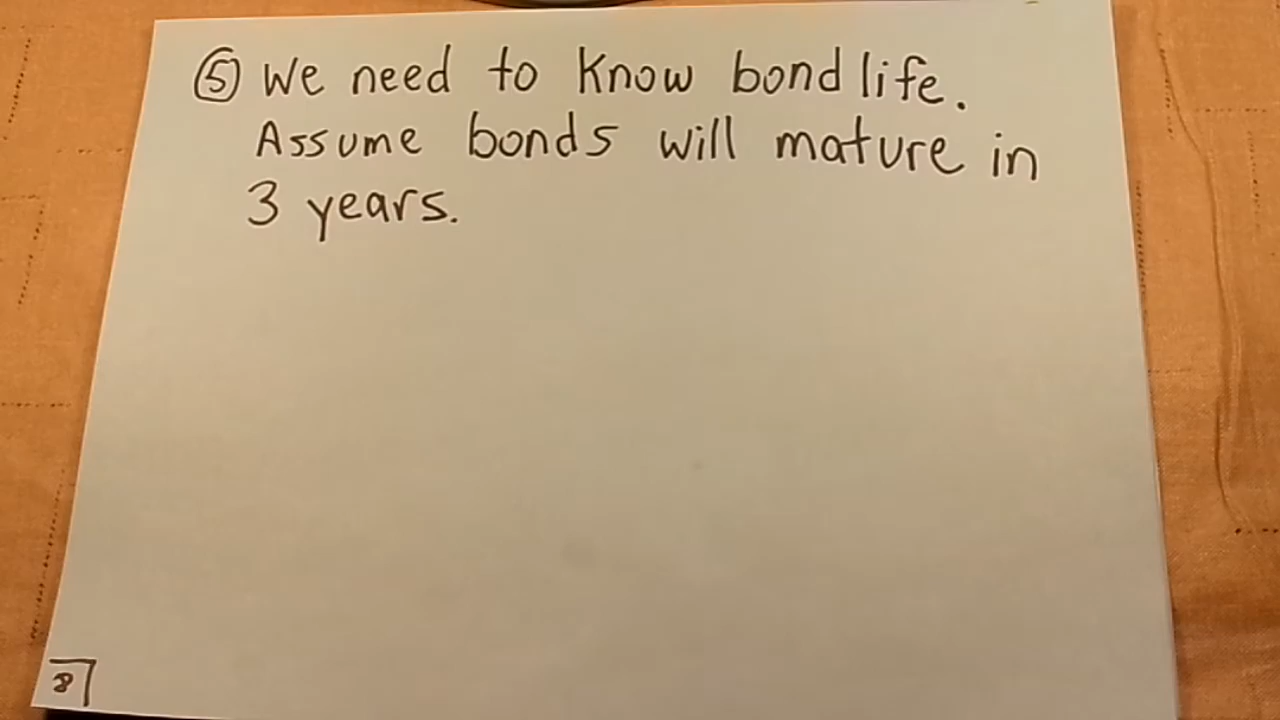 ⑤ We need to know bond life.
Assume bonds will mature in
3 years.
8